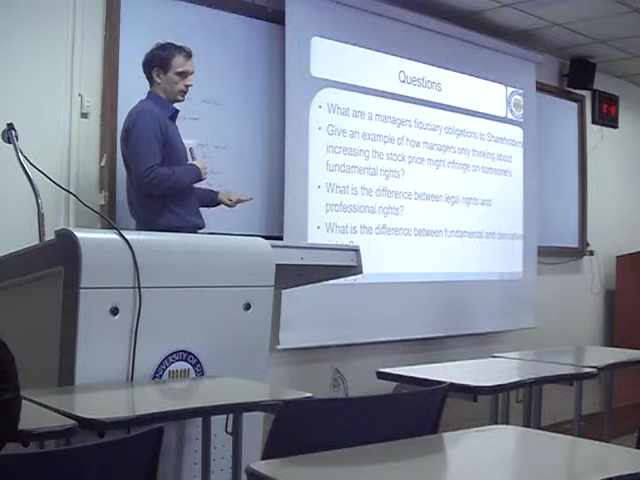 Questions
• What are a managers fiduciary obligations to Shareholders
• Give an example of how managers only thinking about
increasing the stock price might infringe on someone's
fundamental rights?
• What is the difference between legal rights and
professional rights?
• What is the difference between fundamental and derivative
UNIVERSITY OF